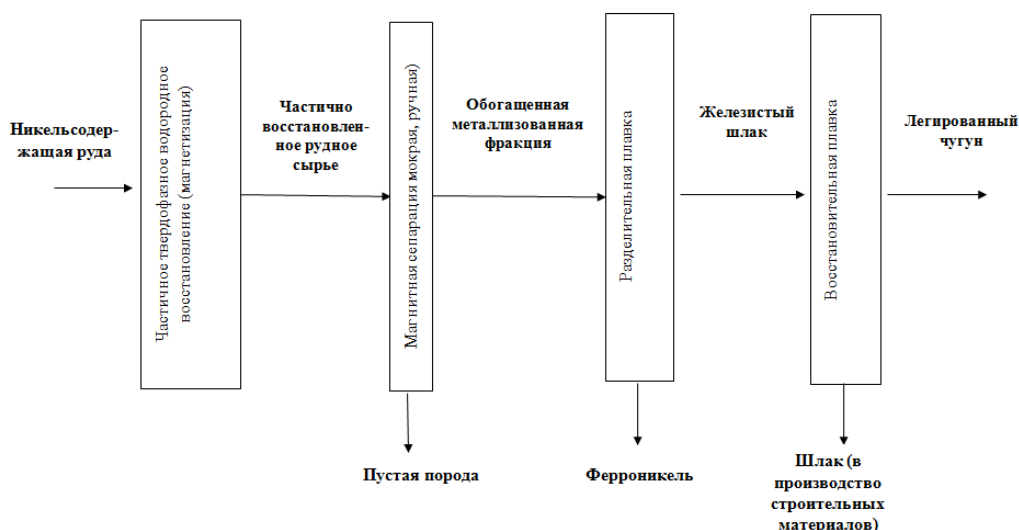 Никельсодер-
жащая руда
Частичное твердофазное водородное
восстановление (магнетизация)
Частично
восстановлен-
ное рудное
сырье
Магнитная сепарация мокрая, ручная)
Обогащенная
металлизованная
фракция
Разделительная плавка
Железистый
шлак
Восстановительная плавка
Легированный
чугун
Пустая порода
Ферроникель
Шлак (в
производство
строительных
материалов)